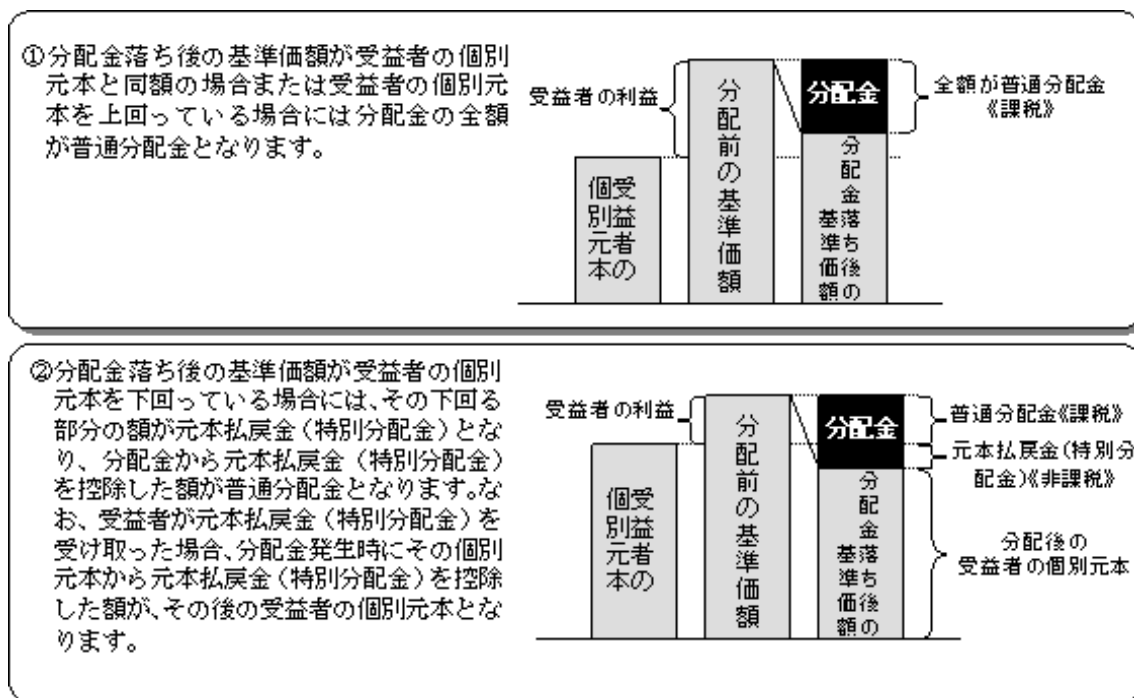 ①分配金落ち後の基準価額が受益者の個別
元本と同額の場合または受益者の個別元
本を上回っている場合には分配金の全額
が普通分配金となります。
受益者の利益
受益者の
個別元本
分配前の基準価額
分配金
分配金落ち後の
基準価額
全額が普通分配金
《課税》
②分配金落ち後の基準価額が受益者の個別
元本を下回っている場合には、その下回る
部分の額が元本払戻金（特別分配金）とな
り、分配金から元本払戻金（特別分配金）
を控除した額が普通分配金となります。な
お、受益者が元本払戻金（特別分配金）を
受け取った場合、分配金発生時にその個別
元本から元本払戻金（特別分配金）を控除
した額が、その後の受益者の個別元本とな
ります。
受益者の利益
受益者の
個別元本
分配前の基準価額
分配金
分配金落ち後の
基準価額
普通分配金《課税》
元本払戻金（特別分
配金）《非課税》
分配後の
受益者の個別元本